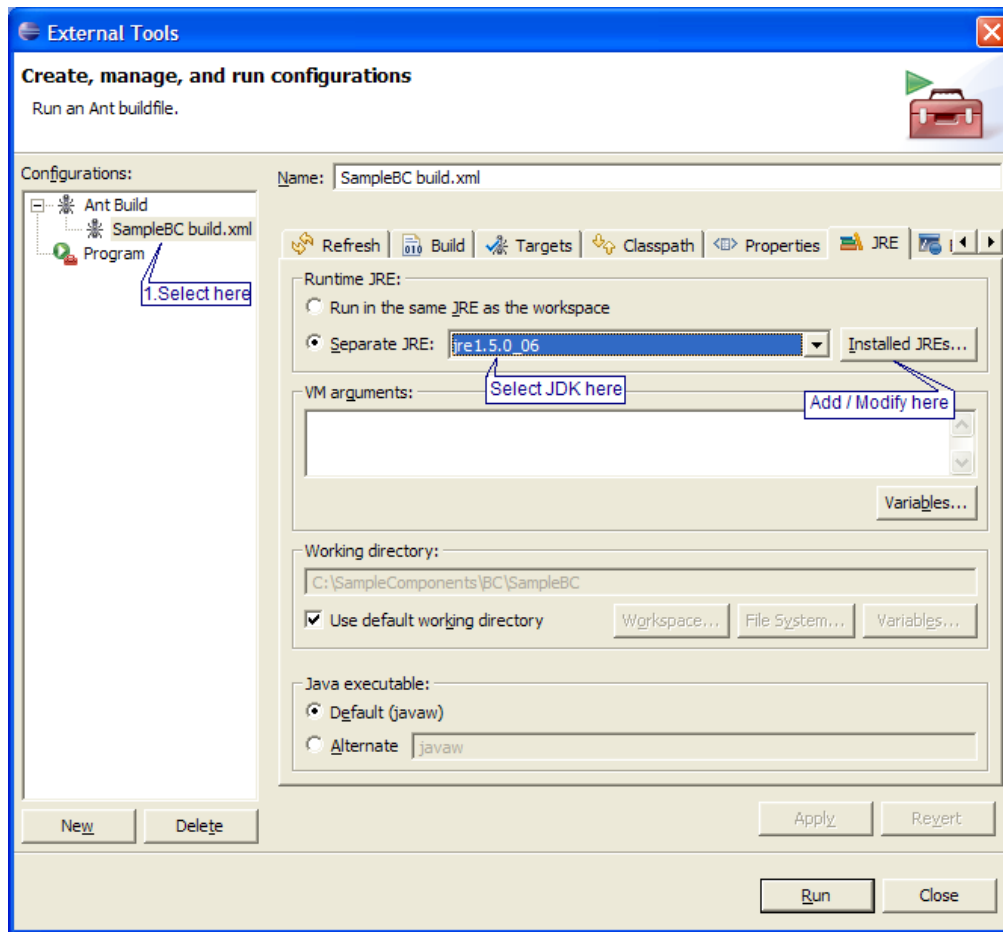 External Tools
Create, manage, and run configurations
Run an Ant buildfile.
Configurations:
Ant Build
SampleBC build.xml
Program
1.Select here
New
Delete
Name: SampleBC build.xml
Refresh Build Targets Classpath Properties JRE
Runtime JRE:
Run in the same JRE as the workspace
Separate JRE: jre1.5.0_06 Installed JREs...
Select JDK here
Add / Modify here
VM arguments:
Variables...
Working directory:
C:\SampleComponents\BC\SampleBC
Use default working directory Workspace... File System... Variables...
Java executable:
Default (javaw)
Alternate javaw
Apply Revert
Run Close